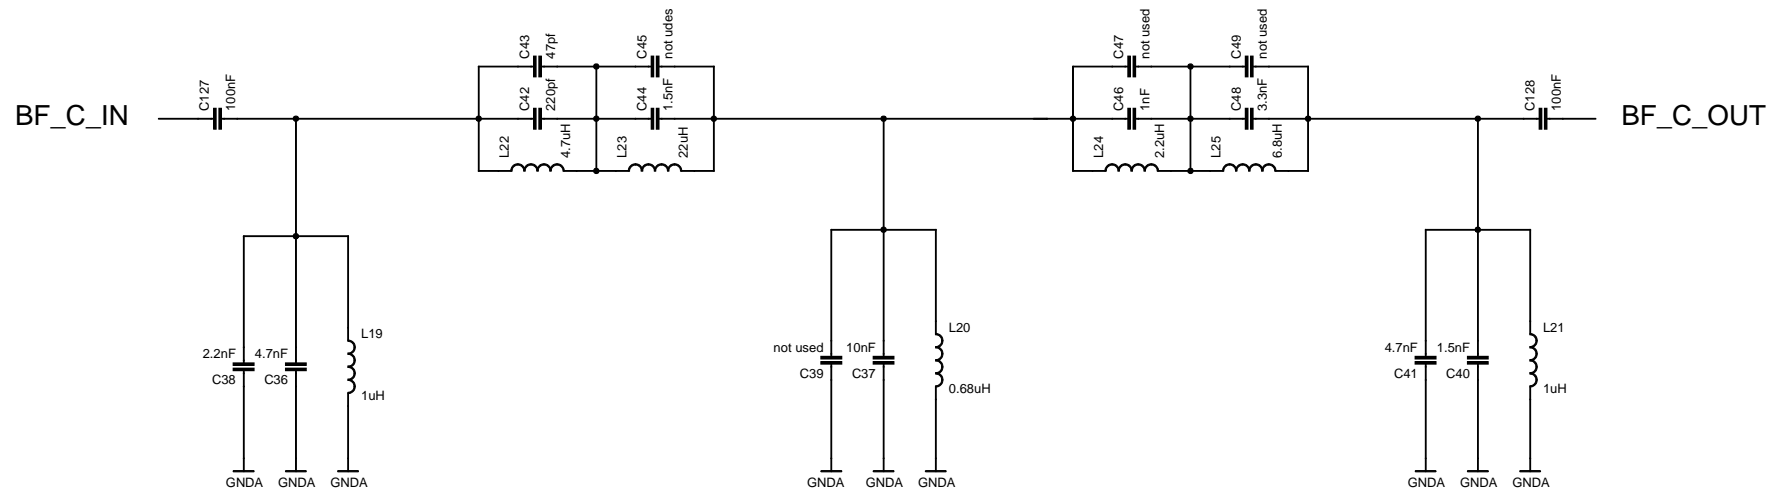 BF_C_IN
C127
100nF
C43
47pf
C42
220pf
L22
4.7uH
C45
not udes
C44
1.5nF
L23
22uH
C47
not used
C46
1nF
L24
2.2uH
C49
not used
C48
3.3nF
L25
6.8uH
C128
100nF
BF_C_OUT
2.2nF
C38
4.7nF
C36
L19
1uH
not used
C39
10nF
C37
L20
0.68uH
4.7nF
C41
1.5nF
C40
L21
1uH
GNDA GNDA GNDA
GNDA GNDA GNDA
GNDA GNDA GNDA